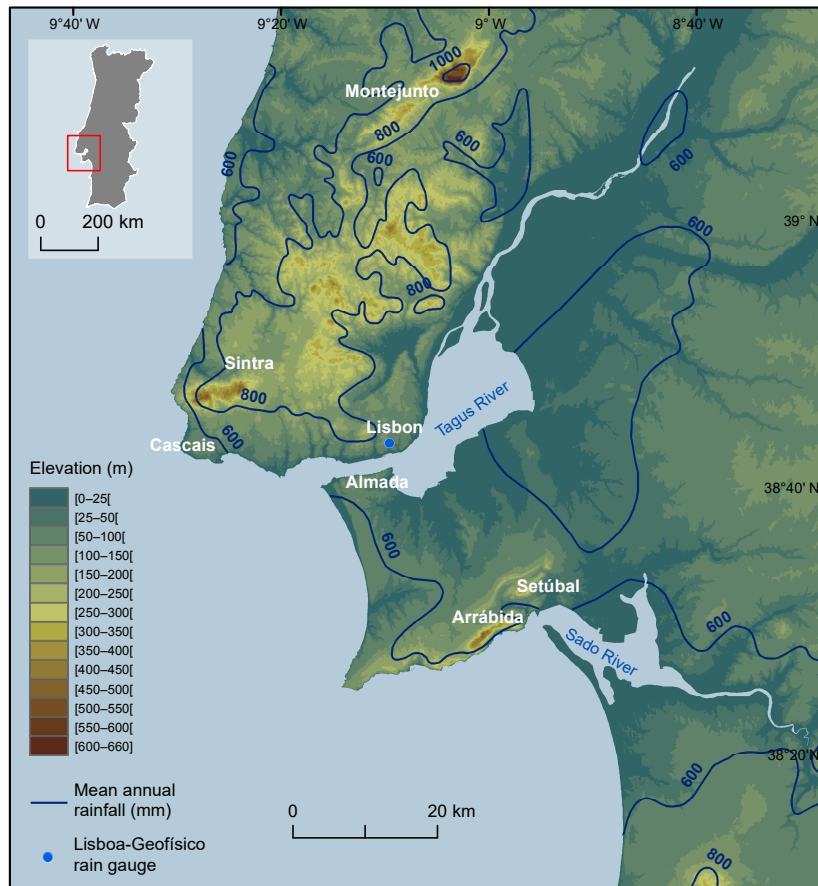 9°40' W
9°20' W
9° W
8°40' W
1000
Montejunto
800
600
600
600
600
0
200 km
39° N
600
800
Sintra
800
Tagus River
Lisbon
Cascais
600
Elevation (m)
Almada
38°40' N
[0–25[
[25–50[
[50–100[
[100–150[
[150–200[
[200–250[
[250–300[
[300–350[
[350–400[
[400–450[
[450–500[
[500–550[
[550–600[
[600–660]
600
Setúbal
Arrábida
600
Sado River
38°20' N
600
Mean annual
rainfall (mm)
0
20 km
Lisboa-Geofísico
rain gauge
800